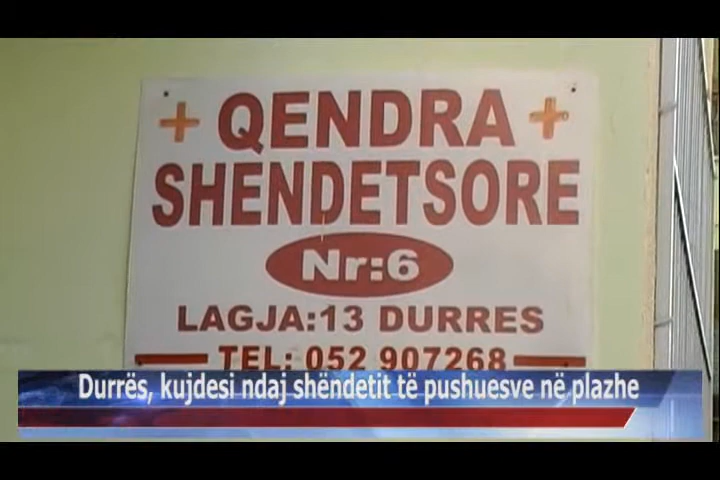 QENDRA
SHENDETSORE
Nr:6
LAGJA:13 DURRES
TEL: 052 907268
Durrës, kujdesi ndaj shëndetit të pushuesve në plazhe